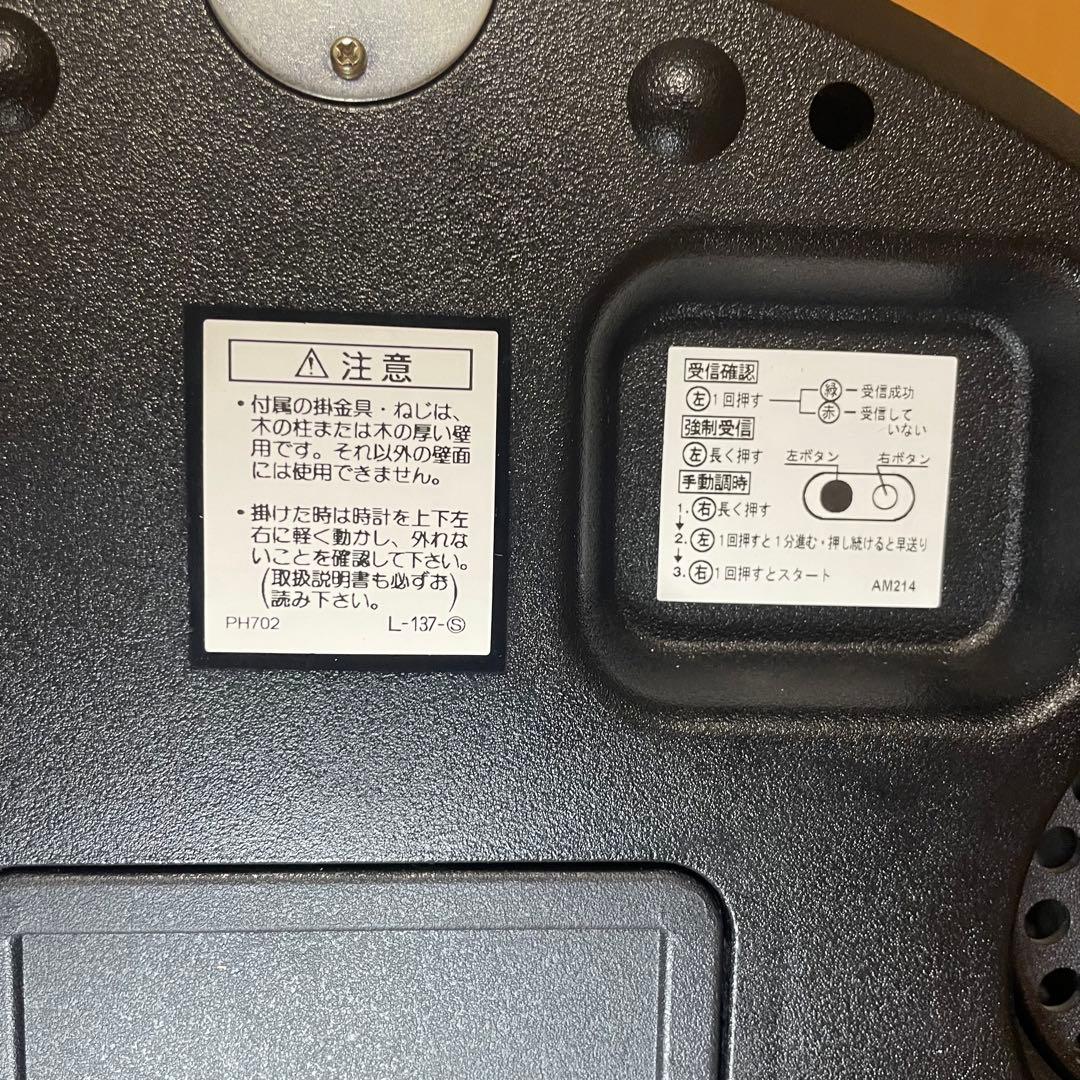 ⚠注意
・付属の掛金具・ねじは、
木の柱または木の厚い壁
用です。それ以外の壁面
には使用できません。
・掛けた時は時計を上下左
右に軽く動かし、外れな
いことを確認して下さい。
(取扱説明書も必ずお
読み下さい。)
PH702 L-137-Ⓢ
受信確認
左1回押す 緑ー受信成功
赤ー受信して
いない
強制受信
左長く押す
左ボタン 右ボタン
手動調時
1. 右長く押す
2. 左1回押すと1分進む・押し続けると早送り
3. 右1回押すとスタート
AM214